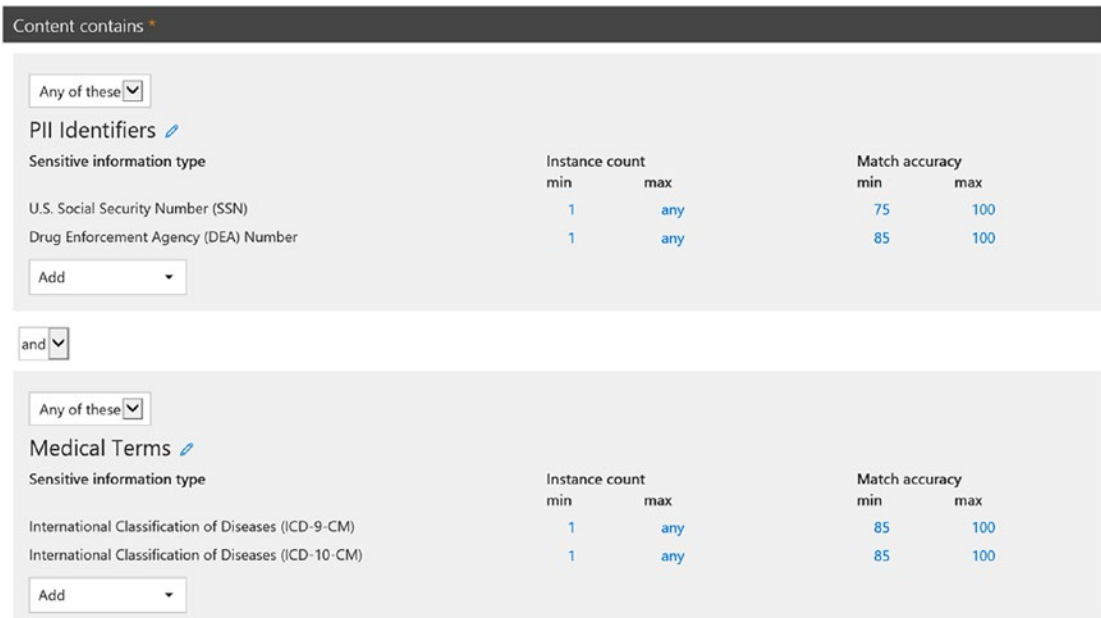 Content contains *
Any of these
PII Identifiers
Sensitive information type Instance count Match accuracy
min max min max
U.S. Social Security Number (SSN) 1 any 75 100
Drug Enforcement Agency (DEA) Number 1 any 85 100
Add
and
Any of these
Medical Terms
Sensitive information type Instance count Match accuracy
min max min max
International Classification of Diseases (ICD-9-CM) 1 any 85 100
International Classification of Diseases (ICD-10-CM) 1 any 85 100
Add